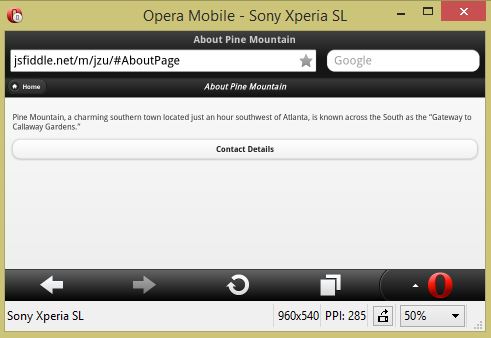 Opera Mobile - Sony Xperia SL
About Pine Mountain
jsfiddle.net/m/jzu/#AboutPage
Google
Home
About Pine Mountain
Pine Mountain, a charming southern town located just an hour southwest of Atlanta, is known across the South as the “Gateway to
Callaway Gardens.”
Contact Details
Sony Xperia SL
960x540
PPI: 285
50%